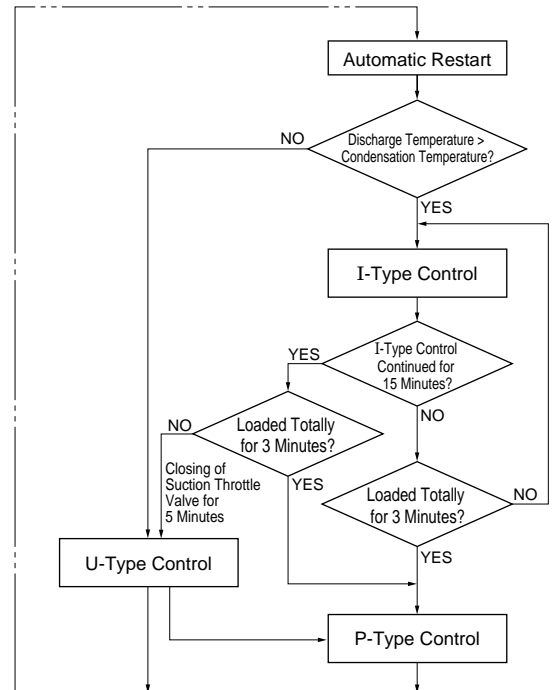 Automatic Restart
Discharge Temperature >
Condensation Temperature?
NO
YES
I-Type Control
I-Type Control
Continued for
15 Minutes?
YES
NO
Loaded Totally
for 3 Minutes?
NO
YES
Closing of
Suction Throttle
Valve for
5 Minutes
Loaded Totally
for 3 Minutes?
NO
YES
U-Type Control
P-Type Control